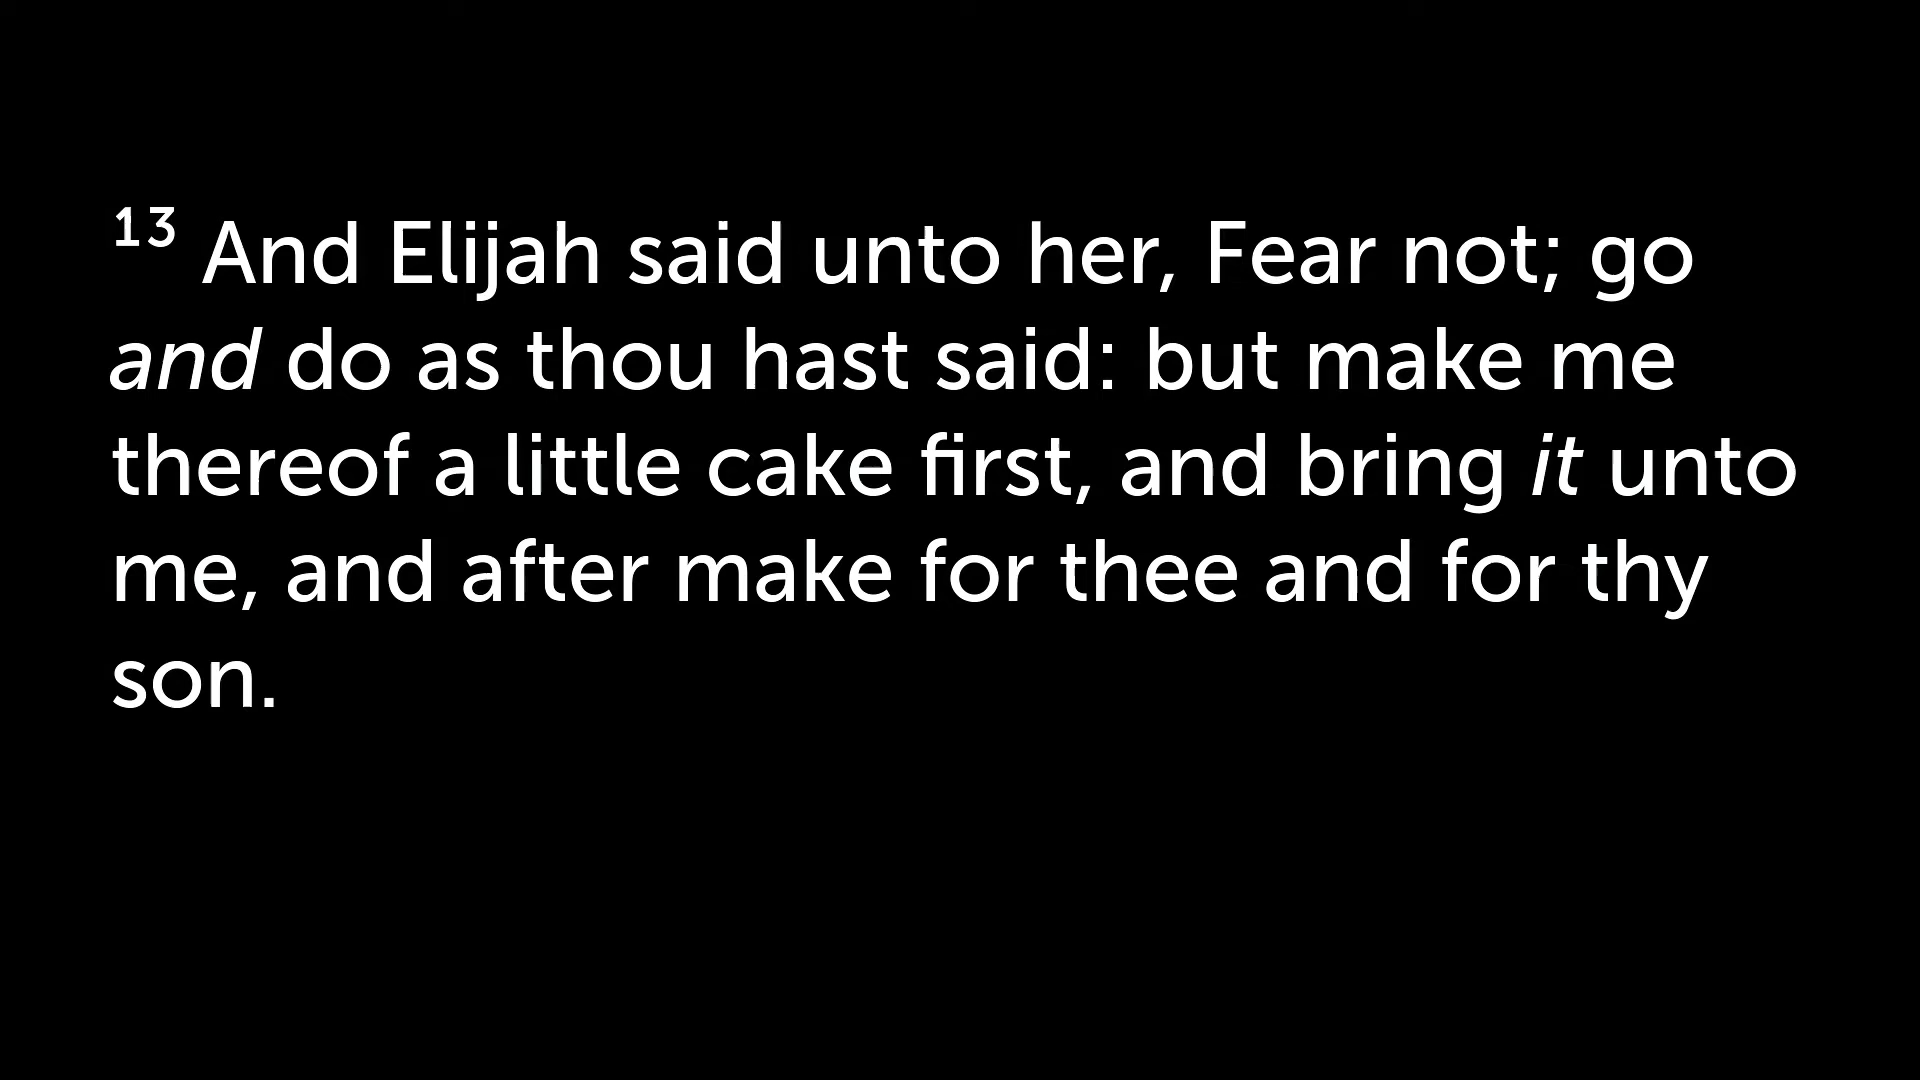 13 And Elijah said unto her, Fear not; go
and do as thou hast said: but make me
thereof a little cake first, and bring it unto
me, and after make for thee and for thy
son.